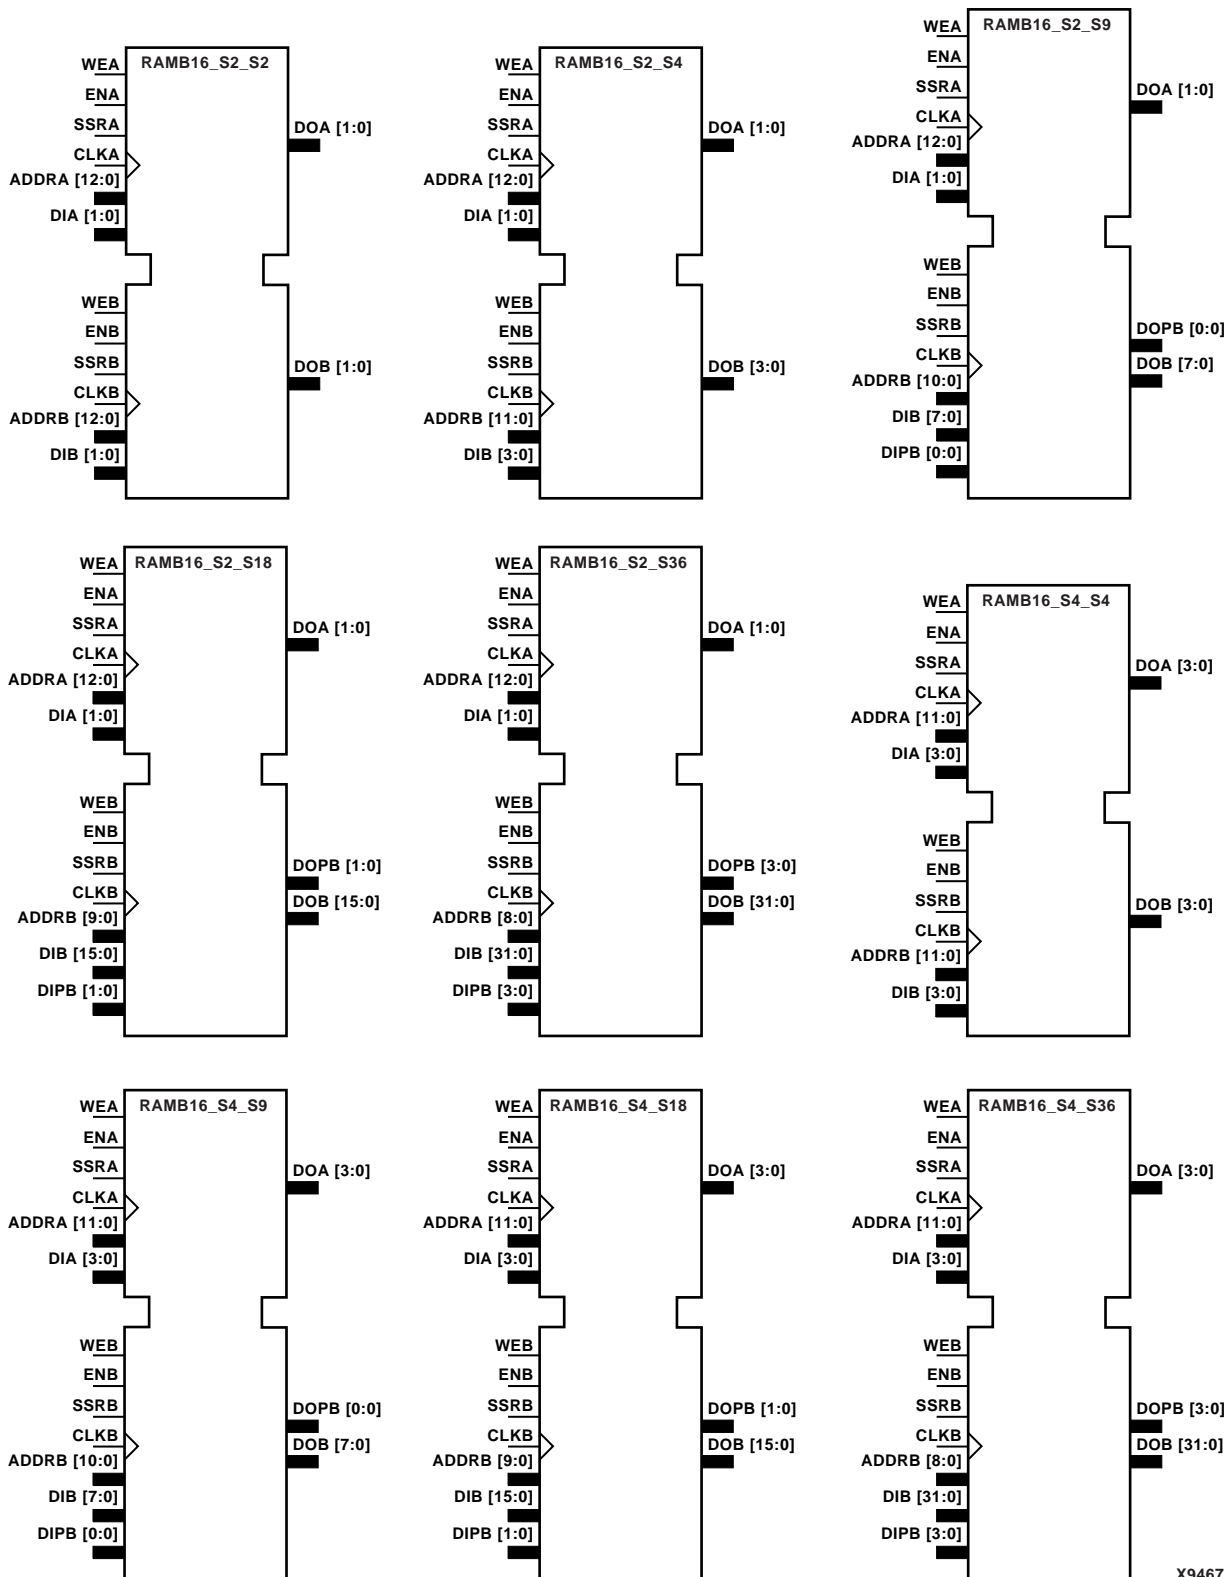 RAMB16_S2_S2
WEA
ENA
SSRA
CLKA
ADDRA [12:0]
DIA [1:0]
DOA [1:0]
WEB
ENB
SSRB
CLKB
ADDRB [12:0]
DIB [1:0]
DOB [1:0]
RAMB16_S2_S4
WEA
ENA
SSRA
CLKA
ADDRA [12:0]
DIA [1:0]
DOA [1:0]
WEB
ENB
SSRB
CLKB
ADDRB [11:0]
DIB [3:0]
DOB [3:0]
RAMB16_S2_S9
WEA
ENA
SSRA
CLKA
ADDRA [12:0]
DIA [1:0]
DOA [1:0]
WEB
ENB
SSRB
CLKB
ADDRB [10:0]
DIB [7:0]
DIPB [0:0]
DOPB [0:0]
DOB [7:0]
RAMB16_S2_S18
WEA
ENA
SSRA
CLKA
ADDRA [12:0]
DIA [1:0]
DOA [1:0]
WEB
ENB
SSRB
CLKB
ADDRB [9:0]
DIB [15:0]
DIPB [1:0]
DOPB [1:0]
DOB [15:0]
RAMB16_S2_S36
WEA
ENA
SSRA
CLKA
ADDRA [12:0]
DIA [1:0]
DOA [1:0]
WEB
ENB
SSRB
CLKB
ADDRB [8:0]
DIB [31:0]
DIPB [3:0]
DOPB [3:0]
DOB [31:0]
RAMB16_S4_S4
WEA
ENA
SSRA
CLKA
ADDRA [11:0]
DIA [3:0]
DOA [3:0]
WEB
ENB
SSRB
CLKB
ADDRB [11:0]
DIB [3:0]
DOB [3:0]
RAMB16_S4_S9
WEA
ENA
SSRA
CLKA
ADDRA [11:0]
DIA [3:0]
DOA [3:0]
WEB
ENB
SSRB
CLKB
ADDRB [10:0]
DIB [7:0]
DIPB [0:0]
DOPB [0:0]
DOB [7:0]
RAMB16_S4_S18
WEA
ENA
SSRA
CLKA
ADDRA [11:0]
DIA [3:0]
DOA [3:0]
WEB
ENB
SSRB
CLKB
ADDRB [9:0]
DIB [15:0]
DIPB [1:0]
DOPB [1:0]
DOB [15:0]
RAMB16_S4_S36
WEA
ENA
SSRA
CLKA
ADDRA [11:0]
DIA [3:0]
DOA [3:0]
WEB
ENB
SSRB
CLKB
ADDRB [8:0]
DIB [31:0]
DIPB [3:0]
DOPB [3:0]
DOB [31:0]
X9467